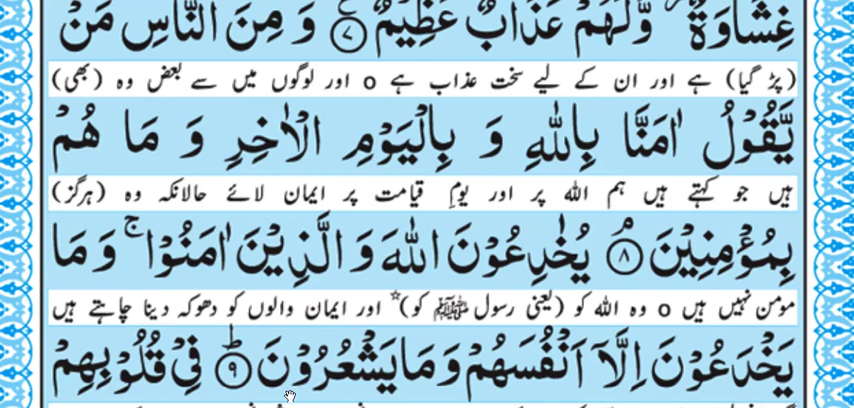 غِشَاوَةٌ ۫ وَّلَهُمْ عَذَابٌ عَظِیْمٌ ﴿۷﴾ۧ وَ مِنَ النَّاسِ مَنْ
(پڑ گیا) ہے اور ان کے لیے سخت عذاب ہے o اور لوگوں میں سے بعض وہ (بھی)
یَّقُوْلُ اٰمَنَّا بِاللّٰهِ وَ بِالْیَوْمِ الْاٰخِرِ وَ مَا هُمْ
ہیں جو کہتے ہیں ہم اللہ پر اور یومِ قیامت پر ایمان لائے حالانکہ وہ (ہرگز)
بِمُؤْمِنِیْنَ ﴿۸﴾ۘ یُخٰدِعُوْنَ اللّٰهَ وَ الَّذِیْنَ اٰمَنُوْا ۚ وَ مَا
مومن نہیں ہیں o وہ اللہ کو (یعنی رسول ﷺ کو)☆ اور ایمان والوں کو دھوکہ دینا چاہتے ہیں
یَخْدَعُوْنَ اِلَّاۤ اَنْفُسَهُمْ وَ مَا یَشْعُرُوْنَ ﴿۹﴾ؕ فِیْ قُلُوْبِهِمْ